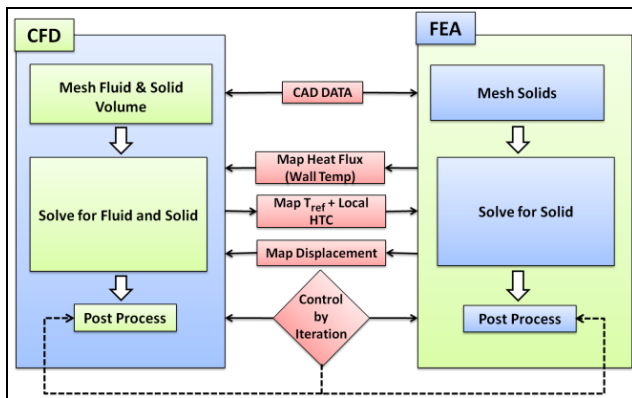 CFD
FEA
Mesh Fluid & Solid
Volume
CAD DATA
Mesh Solids
Map Heat Flux
(Wall Temp)
Solve for Fluid and Solid
Map Tref + Local
HTC
Solve for Solid
Map Displacement
Post Process
Control
by
Iteration
Post Process